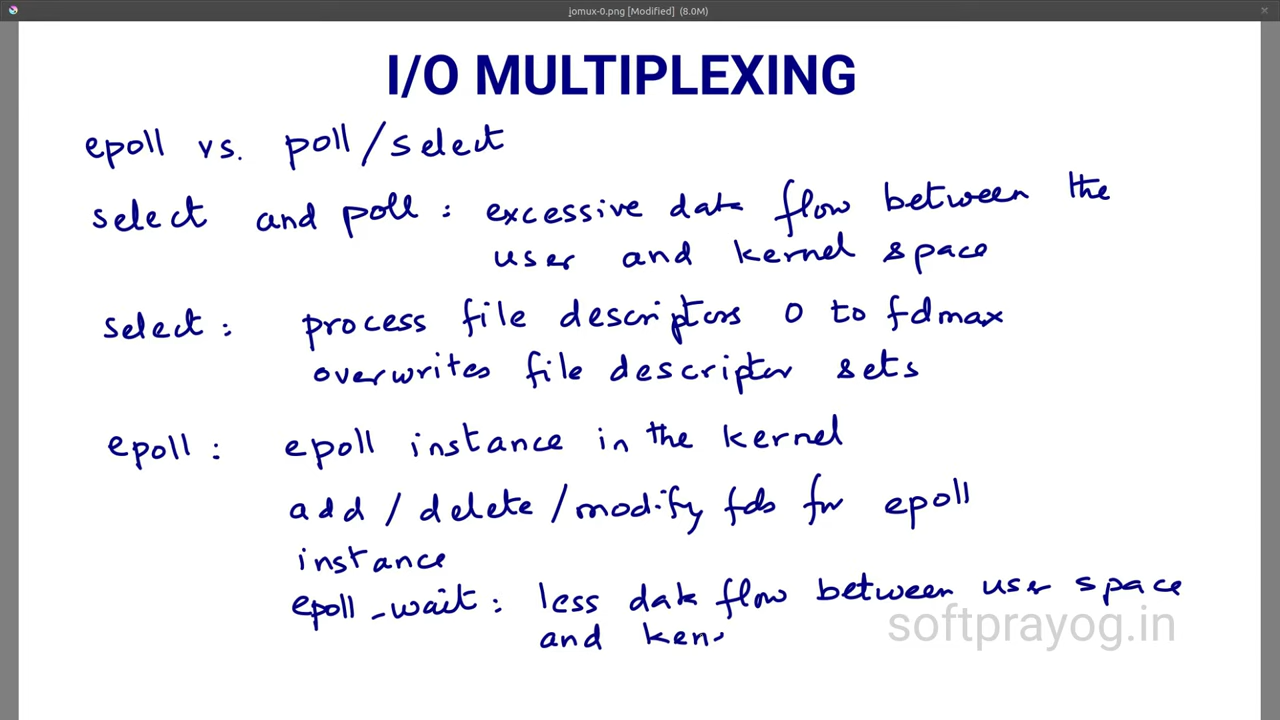 jomux-0.png [Modified] (8.0M)
I/O MULTIPLEXING
epoll vs. poll/select
select and poll : excessive data flow between the
user and kernel space
select : process file descriptors 0 to fdmax
overwrites file descriptor sets
epoll : epoll instance in the kernel
add / delete / modify fds for epoll
instance
epoll_wait : less data flow between user space
and ker
softprayog.in